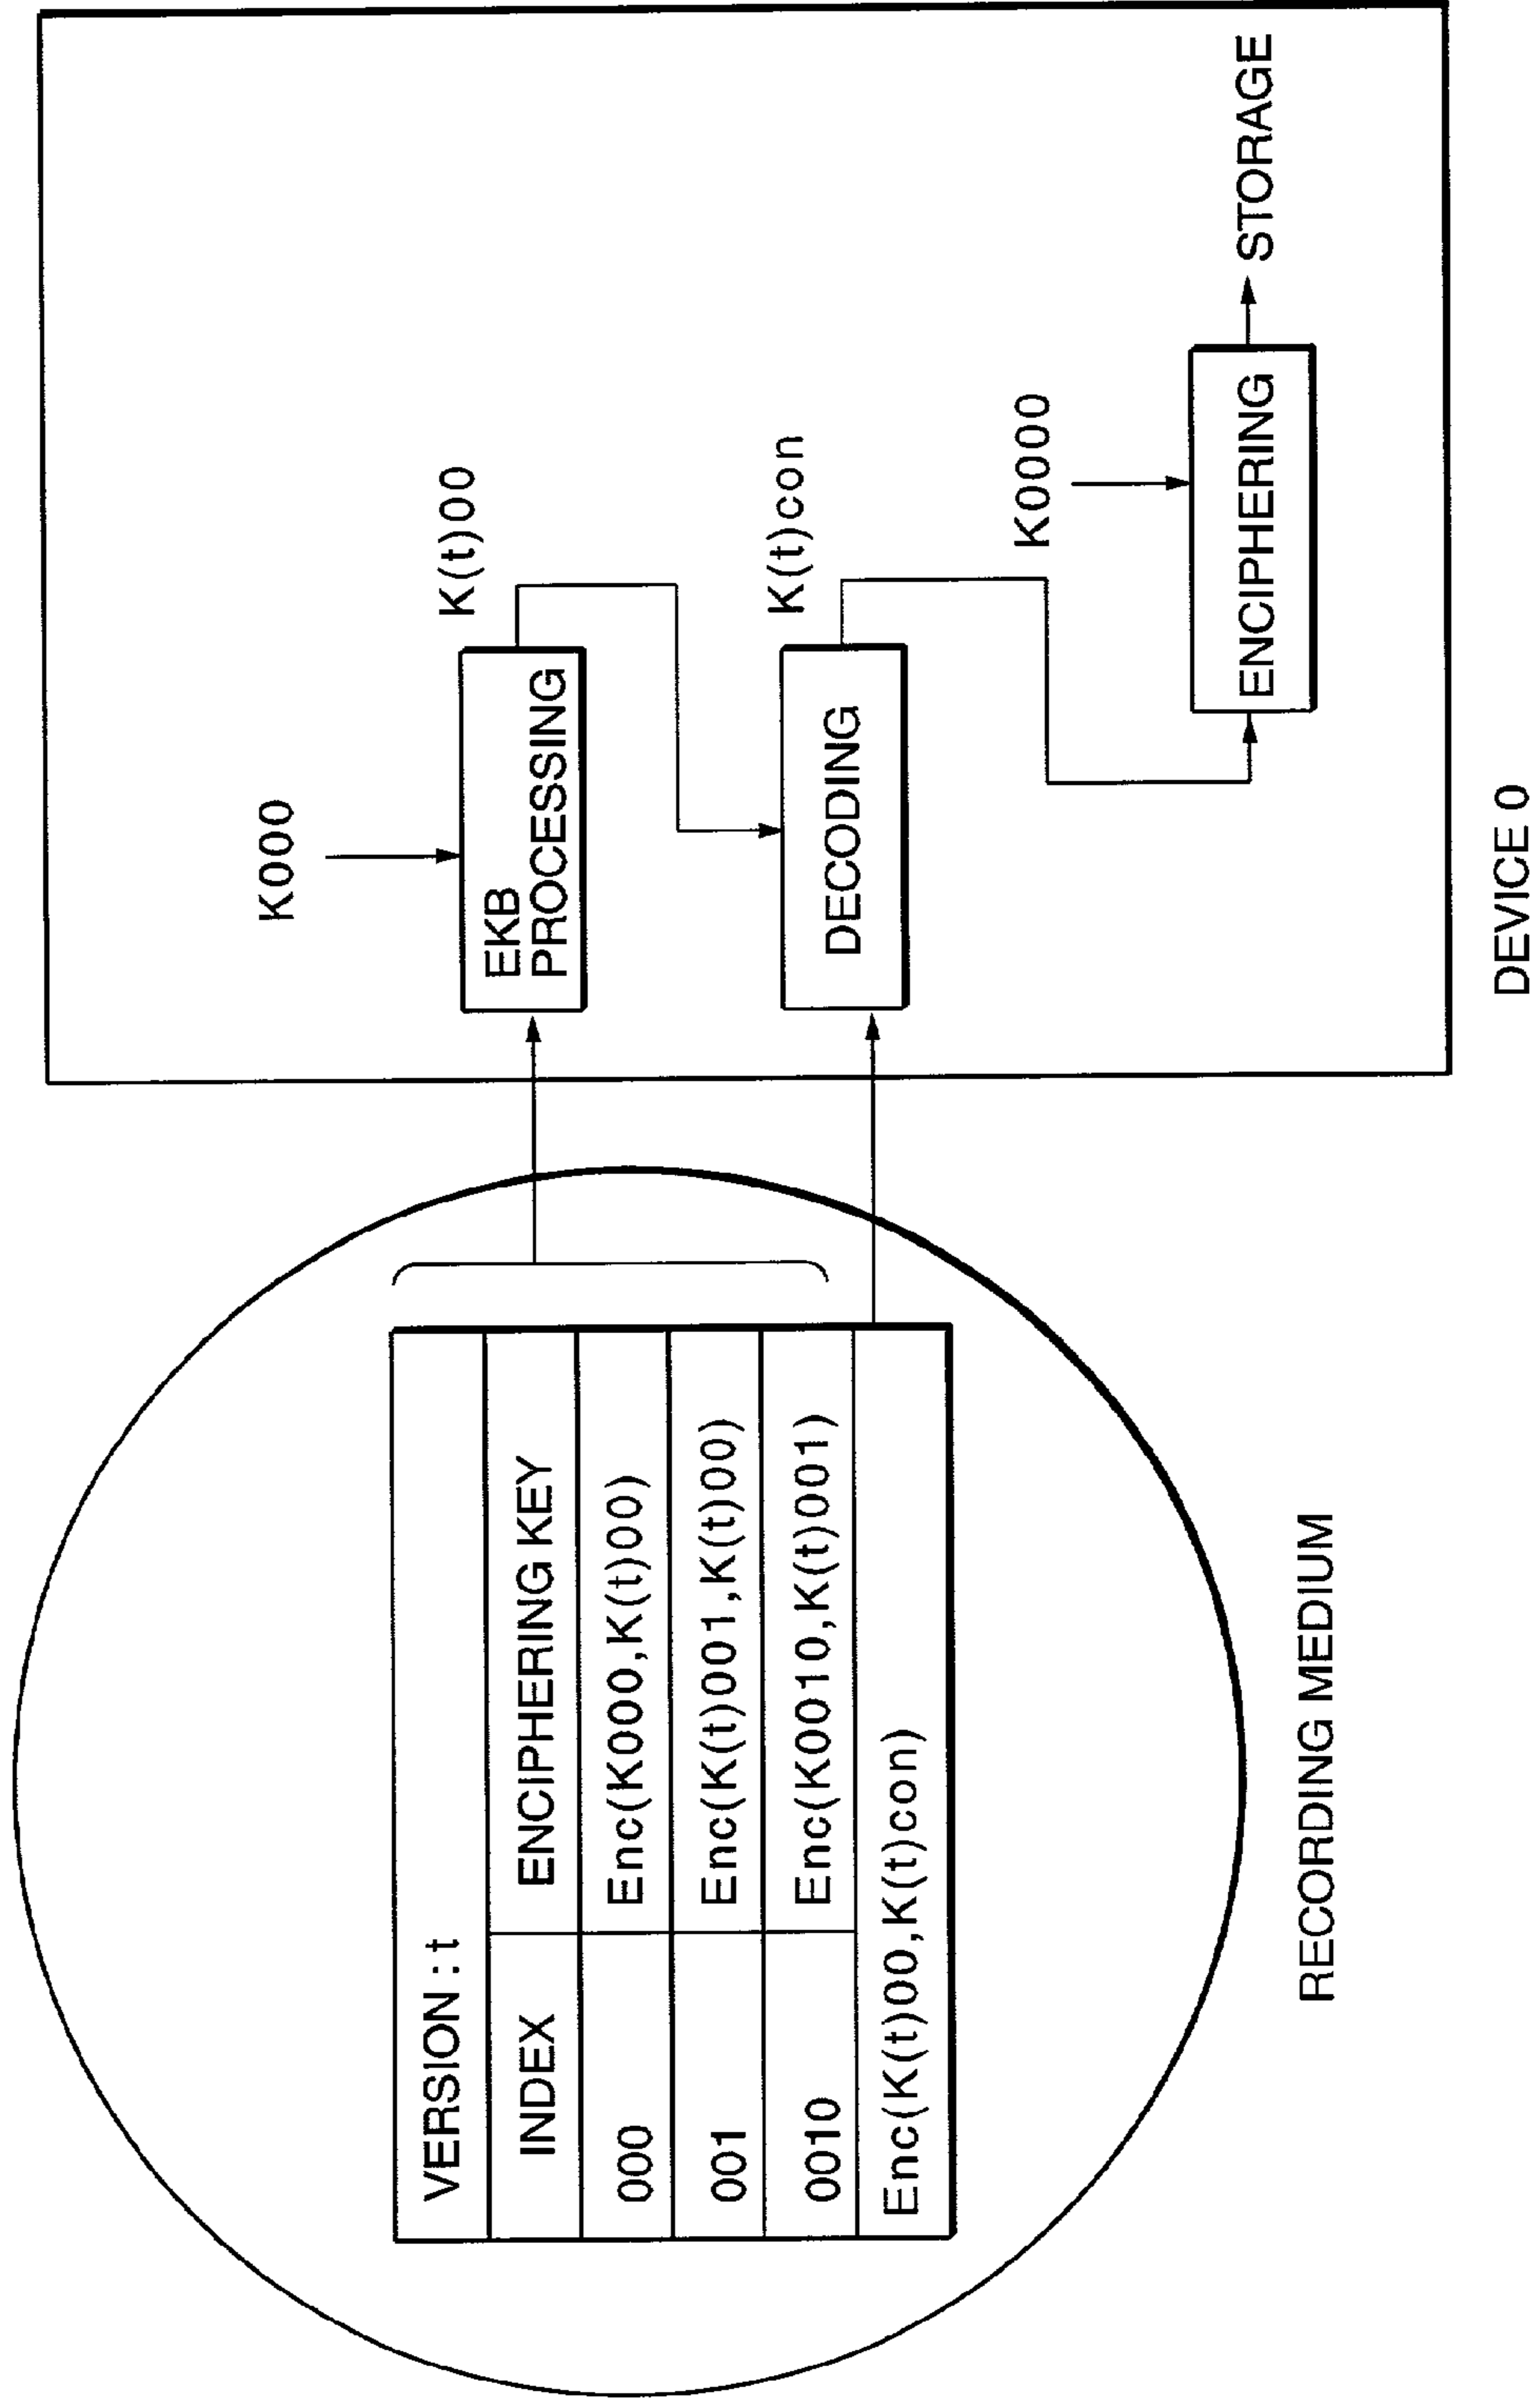 VERSION : t
INDEX ENCIPHERING KEY
000 Enc(K000,K(t)00)
001 Enc(K(t)001,K(t)00)
0010 Enc(K0010,K(t)001)
Enc(K(t)00,K(t)con)
RECORDING MEDIUM
K000
EKB
PROCESSING
K(t)00
DECODING
K(t)con
K0000
ENCIPHERING
STORAGE
DEVICE 0